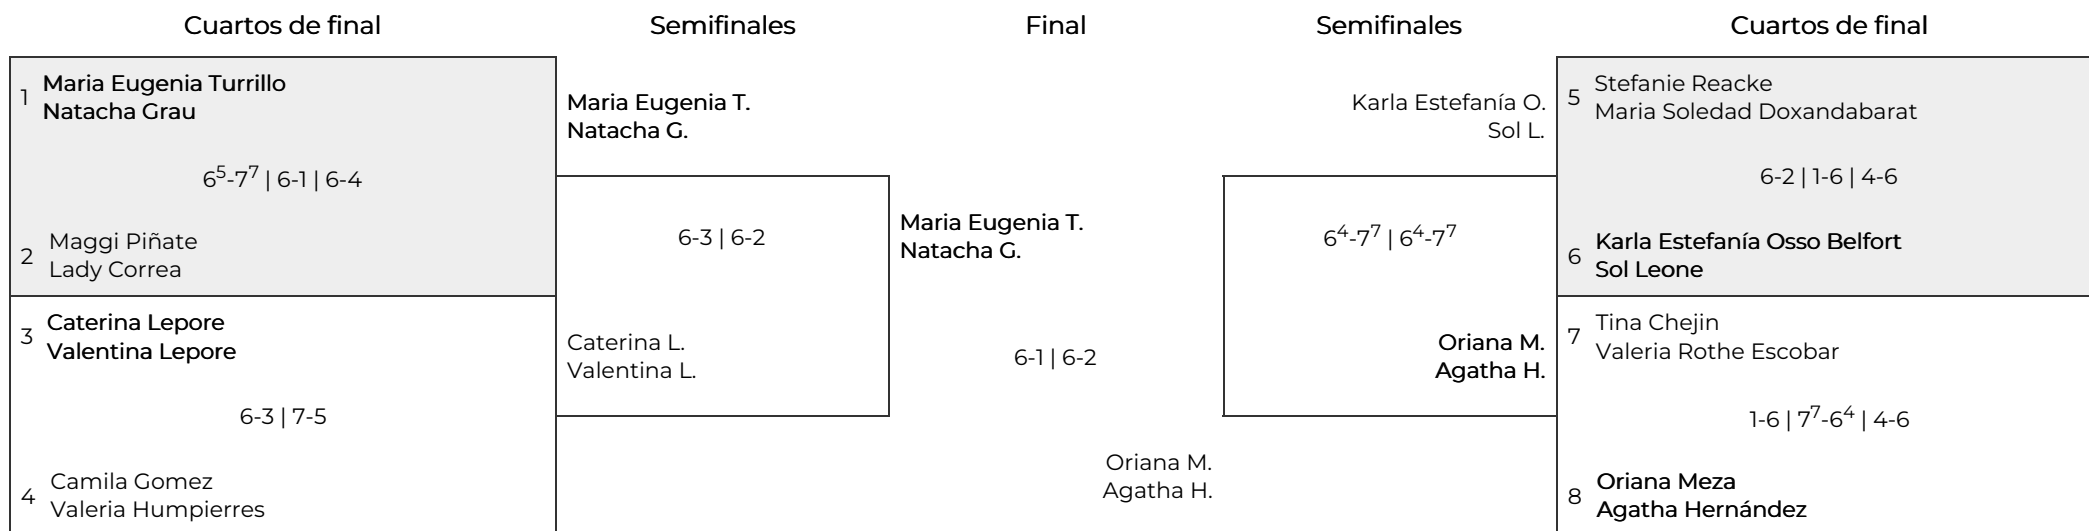 Cuartos de final
Semifinales
Final
Semifinales
Cuartos de final
1
Maria Eugenia Turrillo
Natacha Grau
6⁵-7⁷ | 6-1 | 6-4
2
Maggi Piñate
Lady Correa
3
Caterina Lepore
Valentina Lepore
6-3 | 7-5
4
Camila Gomez
Valeria Humpierres
Maria Eugenia T.
Natacha G.
6-3 | 6-2
Caterina L.
Valentina L.
Maria Eugenia T.
Natacha G.
6-1 | 6-2
Oriana M.
Agatha H.
Karla Estefanía O.
Sol L.
6⁴-7⁷ | 6⁴-7⁷
Oriana M.
Agatha H.
5
Stefanie Reacke
Maria Soledad Doxandabarat
6-2 | 1-6 | 4-6
6
Karla Estefanía Osso Belfort
Sol Leone
7
Tina Chejin
Valeria Rothe Escobar
1-6 | 7⁷-6⁴ | 4-6
8
Oriana Meza
Agatha Hernández